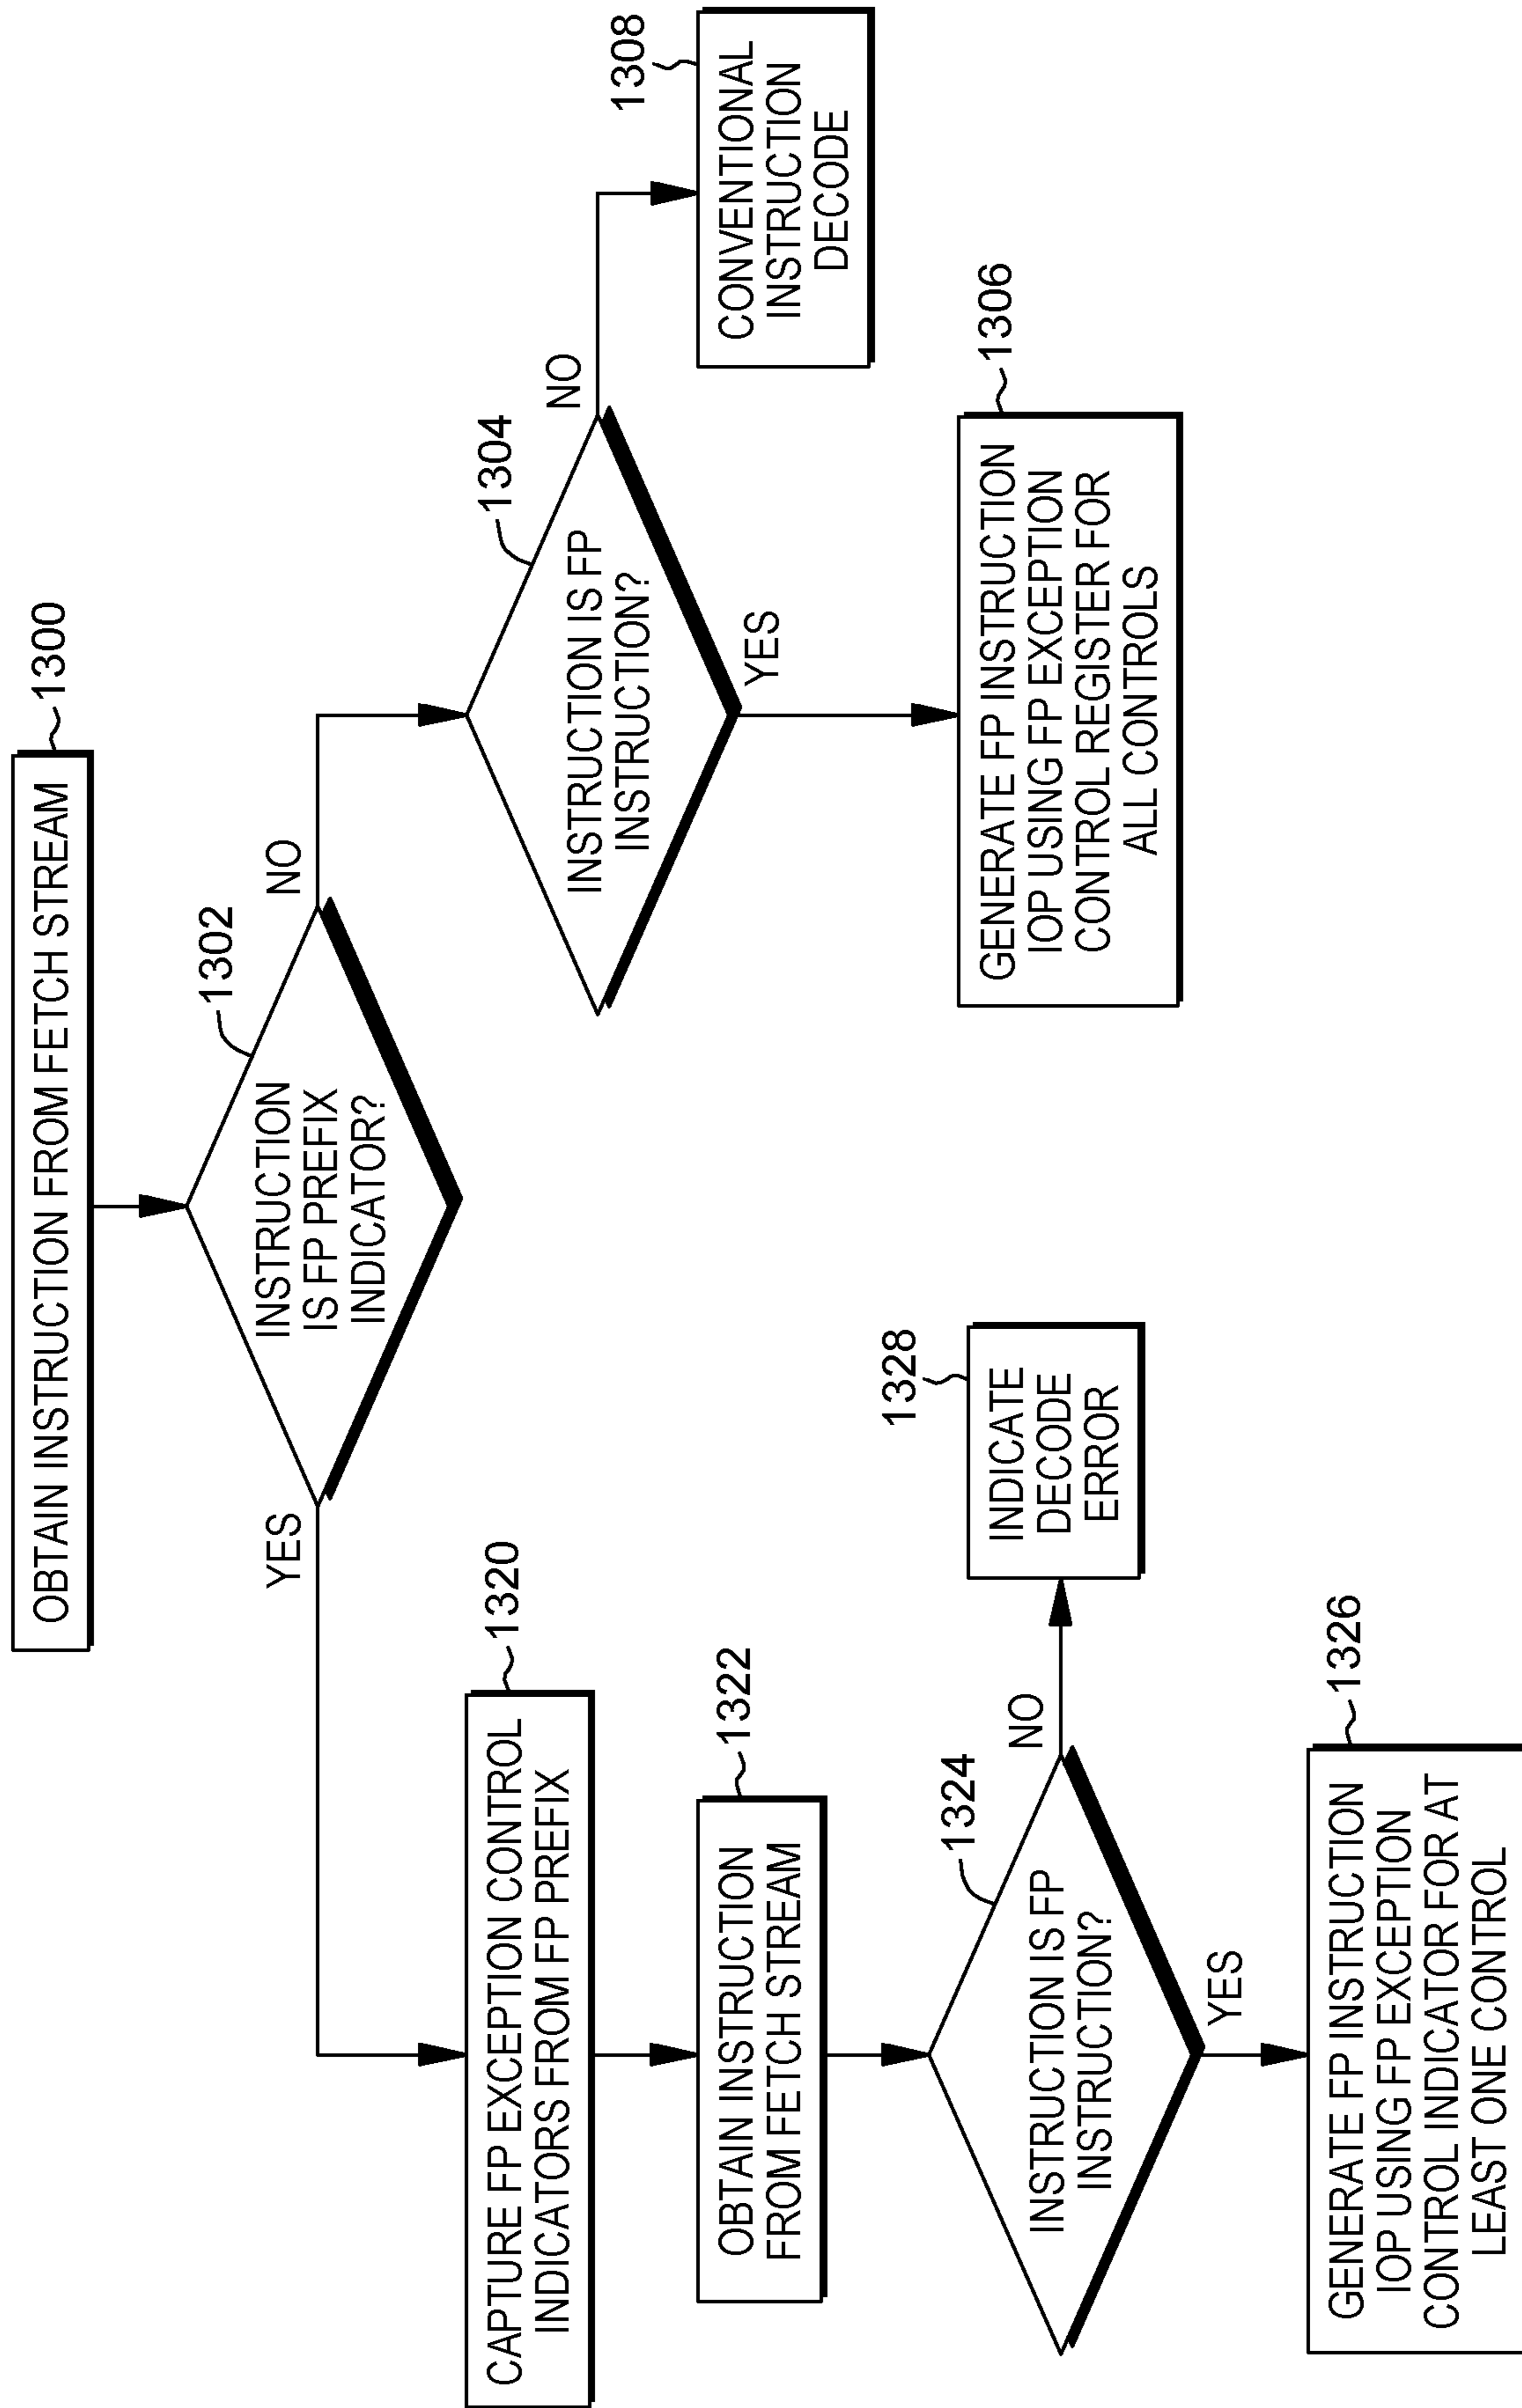 OBTAIN INSTRUCTION FROM FETCH STREAM
1300
INSTRUCTION
IS FP PREFIX
INDICATOR?
1302
YES
NO
CAPTURE FP EXCEPTION CONTROL
INDICATORS FROM FP PREFIX
1320
OBTAIN INSTRUCTION
FROM FETCH STREAM
1322
INSTRUCTION IS FP
INSTRUCTION?
1324
NO
INDICATE
DECODE
ERROR
1328
YES
GENERATE FP INSTRUCTION
IOP USING FP EXCEPTION
CONTROL INDICATOR FOR AT
LEAST ONE CONTROL
1326
INSTRUCTION IS FP
INSTRUCTION?
1304
NO
CONVENTIONAL
INSTRUCTION
DECODE
1308
YES
GENERATE FP INSTRUCTION
IOP USING FP EXCEPTION
CONTROL REGISTER FOR
ALL CONTROLS
1306